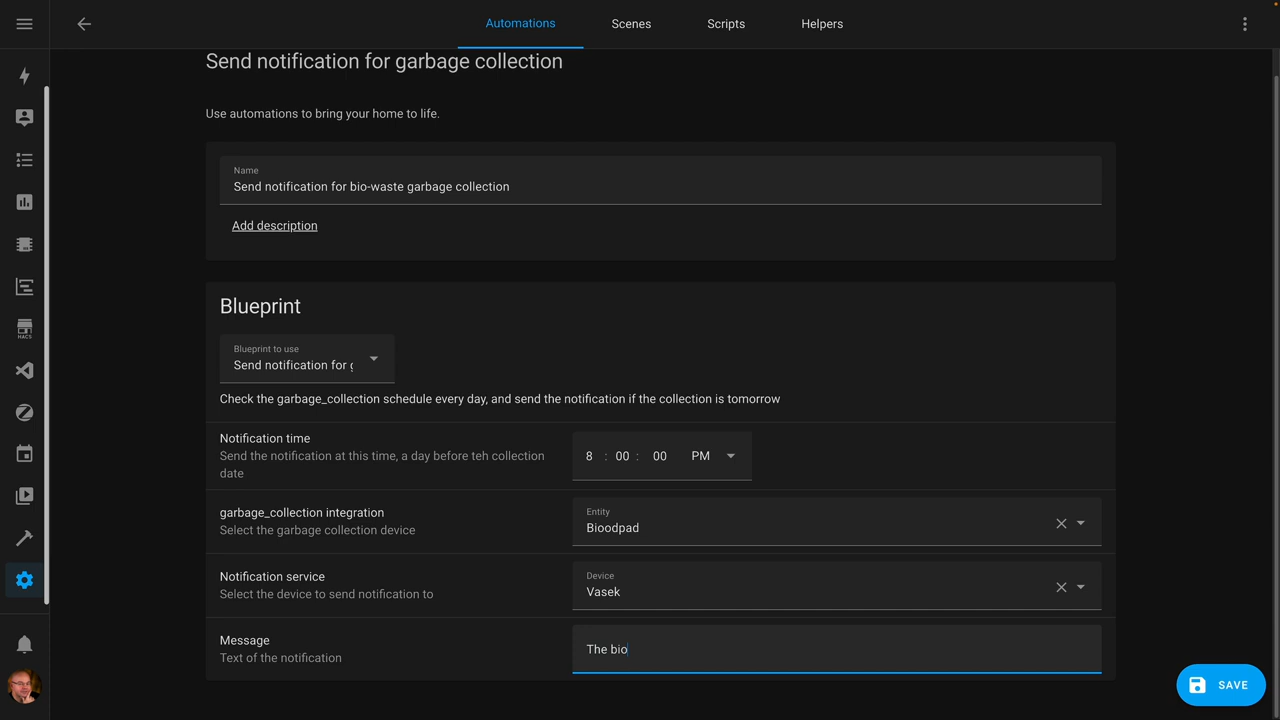 Automations
Scenes
Scripts
Helpers
Send notification for garbage collection
Use automations to bring your home to life.
Name
Send notification for bio-waste garbage collection
Add description
Blueprint
Blueprint to use
Send notification for g
Check the garbage_collection schedule every day, and send the notification if the collection is tomorrow
Notification time
Send the notification at this time, a day before teh collection
date
8 : 00 : 00 PM
garbage_collection integration
Select the garbage collection device
Entity
Bioodpad
Notification service
Select the device to send notification to
Device
Vasek
Message
Text of the notification
The bio
HACS
SAVE